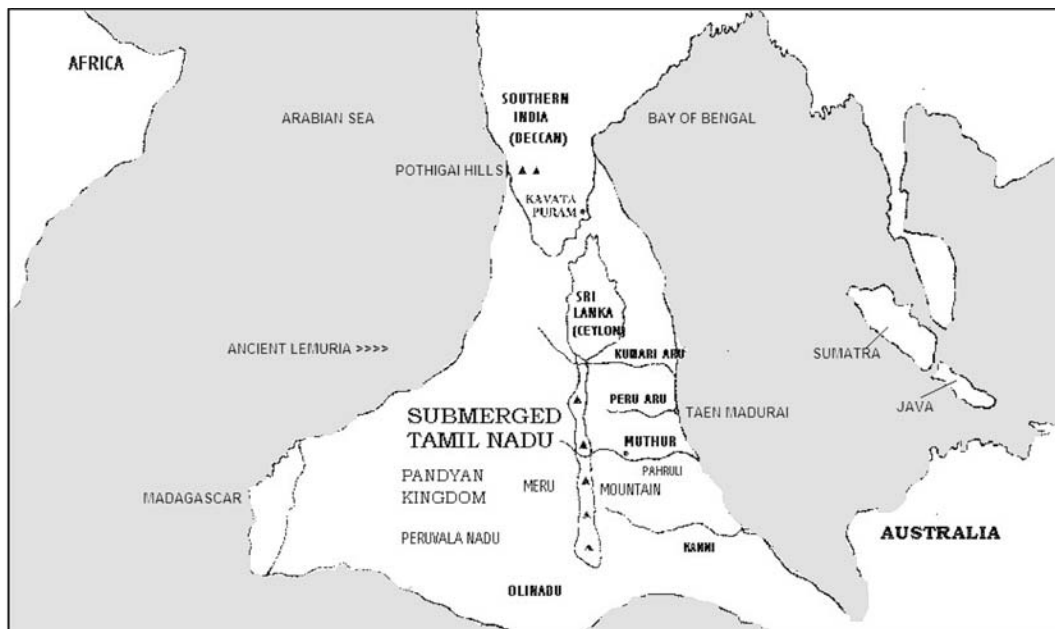 AFRICA
ARABIAN SEA
SOUTHERN
INDIA
(DECCAN)
BAY OF BENGAL
POTHIGAI HILLS
KAVATA
PURAM
SRI
LANKA
(CEYLON)
ANCIENT LEMURIA >>>>
KUMARI ARU
SUMATRA
PERU ARU
JAVA
TAEN MADURAI
SUBMERGED
TAMIL NADU
MUTHUR
PAHRULI
PANDYAN
KINGDOM
MERU
MOUNTAIN
MADAGASCAR
PERUVALA NADU
KANNI
AUSTRALIA
OLINADU